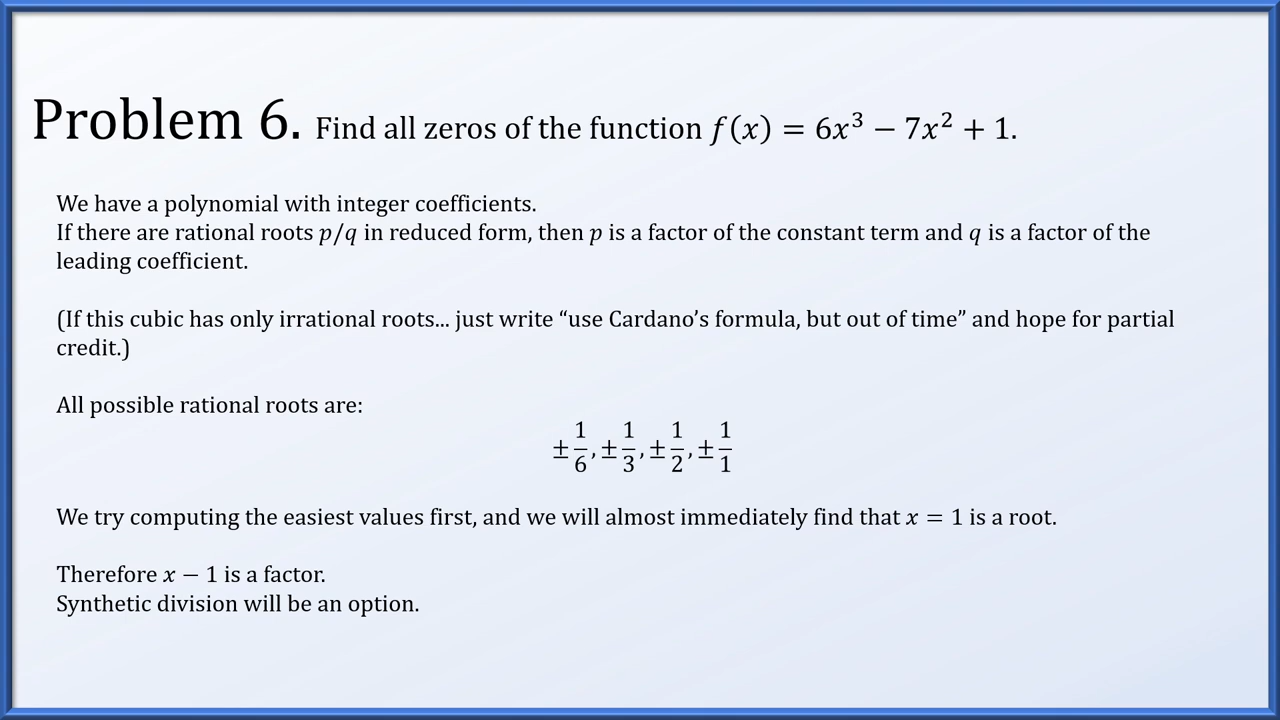 Problem 6. Find all zeros of the function f(x) = 6x³ − 7x² + 1.
We have a polynomial with integer coefficients.
If there are rational roots p/q in reduced form, then p is a factor of the constant term and q is a factor of the
leading coefficient.
(If this cubic has only irrational roots... just write “use Cardano’s formula, but out of time” and hope for partial
credit.)
All possible rational roots are:
± 1/6, ± 1/3, ± 1/2, ± 1/1
We try computing the easiest values first, and we will almost immediately find that x = 1 is a root.
Therefore x − 1 is a factor.
Synthetic division will be an option.